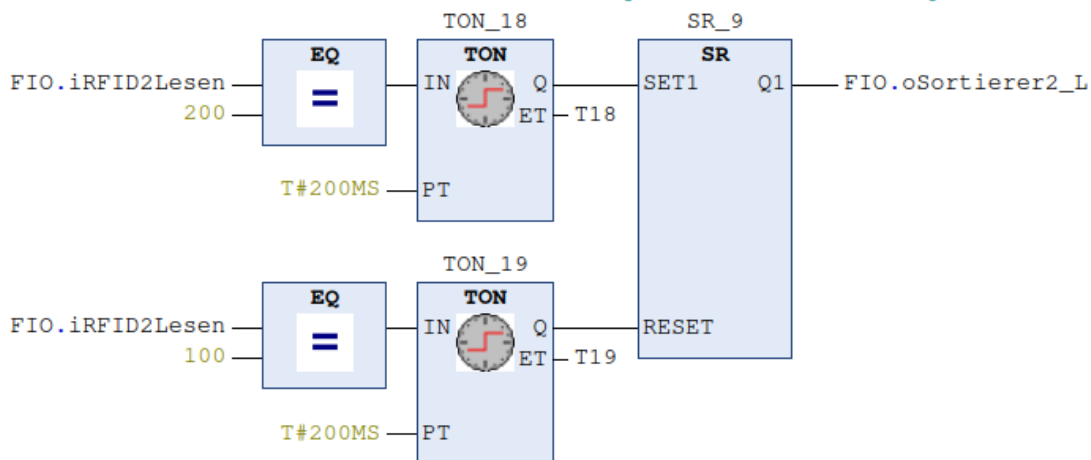 TON_18 SR_9
EQ TON SR
FIO.iRFID2Lesen = IN Q SET1 Q1 FIO.oSortierer2_L
200 ET T18
T#200MS PT
TON_19
EQ TON
FIO.iRFID2Lesen = IN Q RESET
100 ET T19
T#200MS PT